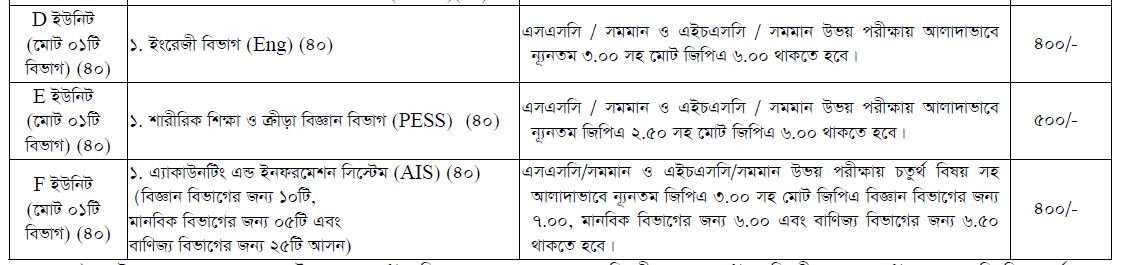 D ইউনিট
(মোট ০১টি
বিভাগ) (৪০)
১. ইংরেজী বিভাগ (Eng) (৪০)
এসএসসি / সমমান ও এইচএসসি / সমমান উভয় পরীক্ষায় আলাদাভাবে
ন্যূনতম ৩.০০ সহ মোট জিপিএ ৬.০০ থাকতে হবে।
৪০০/-
E ইউনিট
(মোট ০১টি
বিভাগ) (৪০)
১. শারীরিক শিক্ষা ও ক্রীড়া বিজ্ঞান বিভাগ (PESS) (৪০)
এসএসসি / সমমান ও এইচএসসি / সমমান উভয় পরীক্ষায় আলাদাভাবে
ন্যূনতম জিপিএ ২.৫০ সহ মোট জিপিএ ৬.০০ থাকতে হবে।
৫০০/-
F ইউনিট
(মোট ০১টি
বিভাগ) (৪০)
১. এ্যাকাউনটিং এন্ড ইনফরমেশন সিস্টেম (AIS) (৪০)
(বিজ্ঞান বিভাগের জন্য ১০টি,
মানবিক বিভাগের জন্য ০৫টি এবং
বাণিজ্য বিভাগের জন্য ২৫টি আসন)
এসএসসি/সমমান ও এইচএসসি/সমমান উভয় পরীক্ষায় চতুর্থ বিষয় সহ
আলাদাভাবে ন্যূনতম জিপিএ ৩.০০ সহ মোট জিপিএ বিজ্ঞান বিভাগের জন্য
৭.০০, মানবিক বিভাগের জন্য ৬.০০ এবং বাণিজ্য বিভাগের জন্য ৬.৫০
থাকতে হবে।
৪০০/-